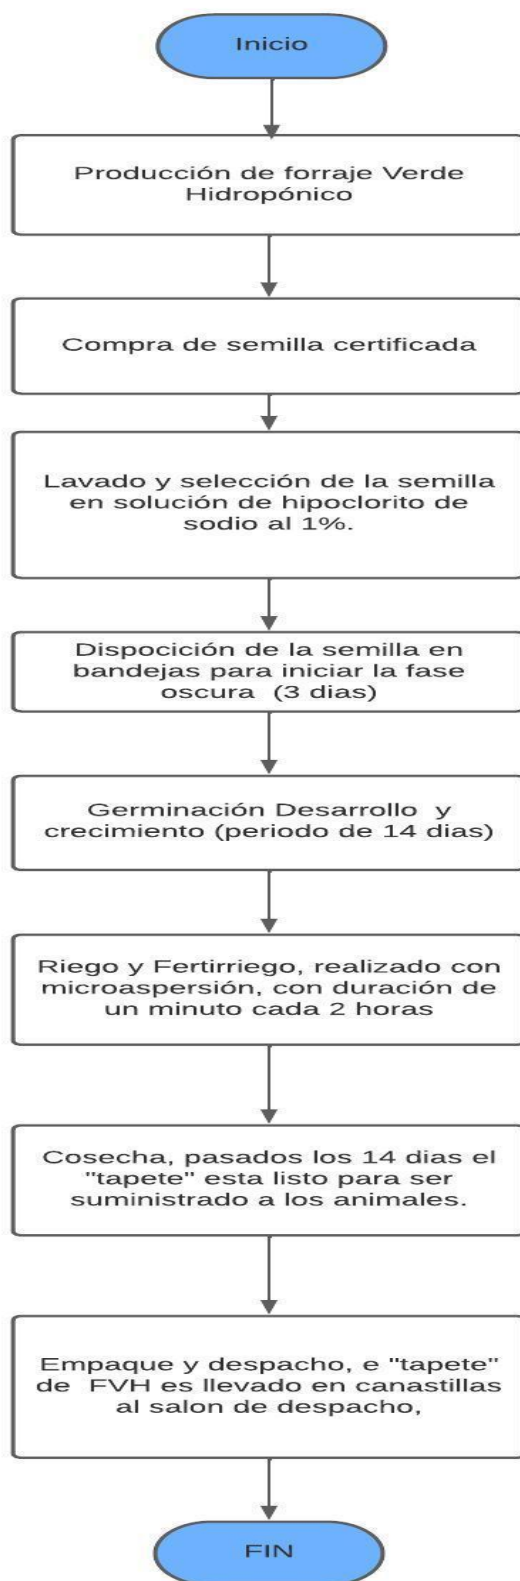 Inicio
Producción de forraje Verde
Hidropónico
Compra de semilla certificada
Lavado y selección de la semilla
en solución de hipoclorito de
sodio al 1%.
Dispocición de la semilla en
bandejas para iniciar la fase
oscura (3 dias)
Germinación Desarrollo y
crecimiento (periodo de 14 dias)
Riego y Fertirriego, realizado con
microaspersión, con duración de
un minuto cada 2 horas
Cosecha, pasados los 14 dias el
"tapete" esta listo para ser
suministrado a los animales.
Empaque y despacho, e "tapete"
de FVH es llevado en canastillas
al salon de despacho,
FIN